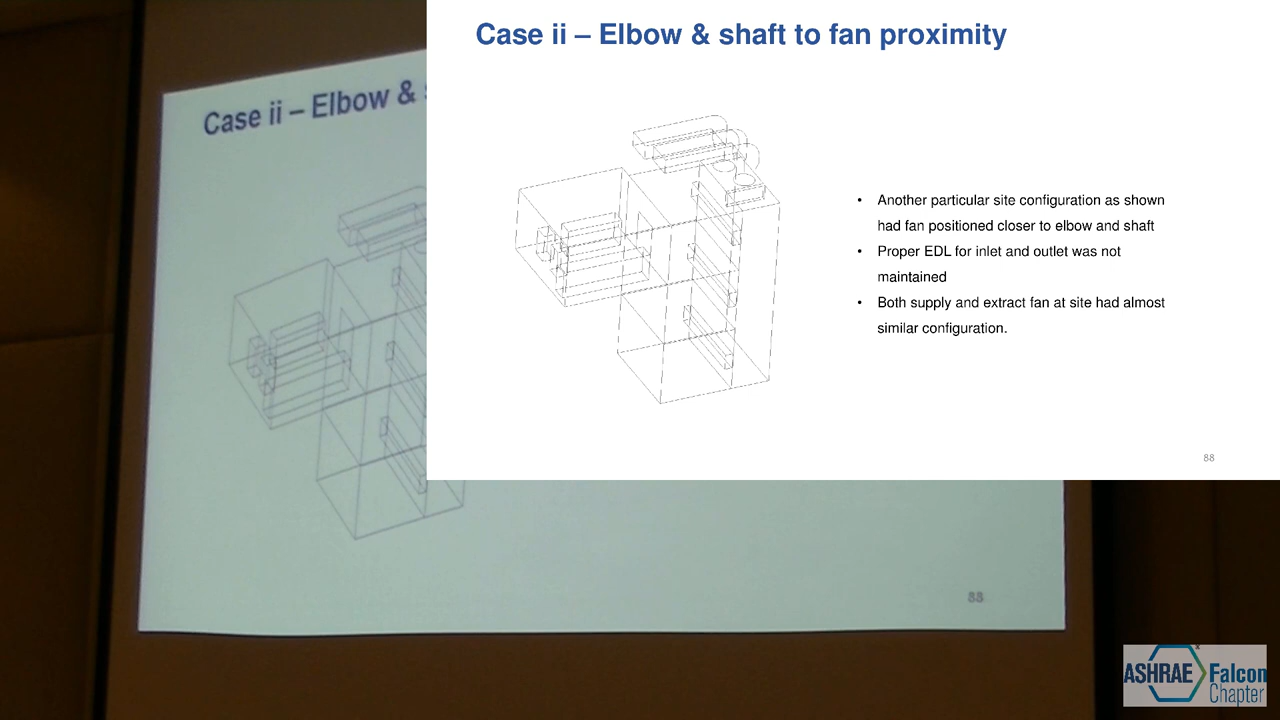 Case ii – Elbow & shaft to fan proximity
Case ii – Elbow &
• Another particular site configuration as shown
had fan positioned closer to elbow and shaft
• Proper EDL for inlet and outlet was not
maintained
• Both supply and extract fan at site had almost
similar configuration.
88
88
ASHRAE Falcon
Chapter